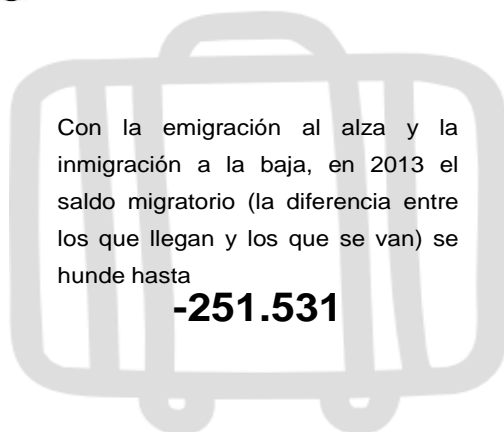 Con la emigración al alza y la
inmigración a la baja, en 2013 el
saldo migratorio (la diferencia entre
los que llegan y los que se van) se
hunde hasta
-251.531